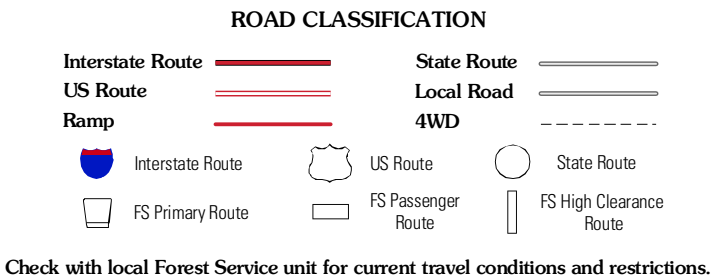 ROAD CLASSIFICATION
Interstate Route
State Route
US Route
Local Road
Ramp
4WD
Interstate Route
US Route
State Route
FS Primary Route
FS Passenger
Route
FS High Clearance
Route
Check with local Forest Service unit for current travel conditions and restrictions.